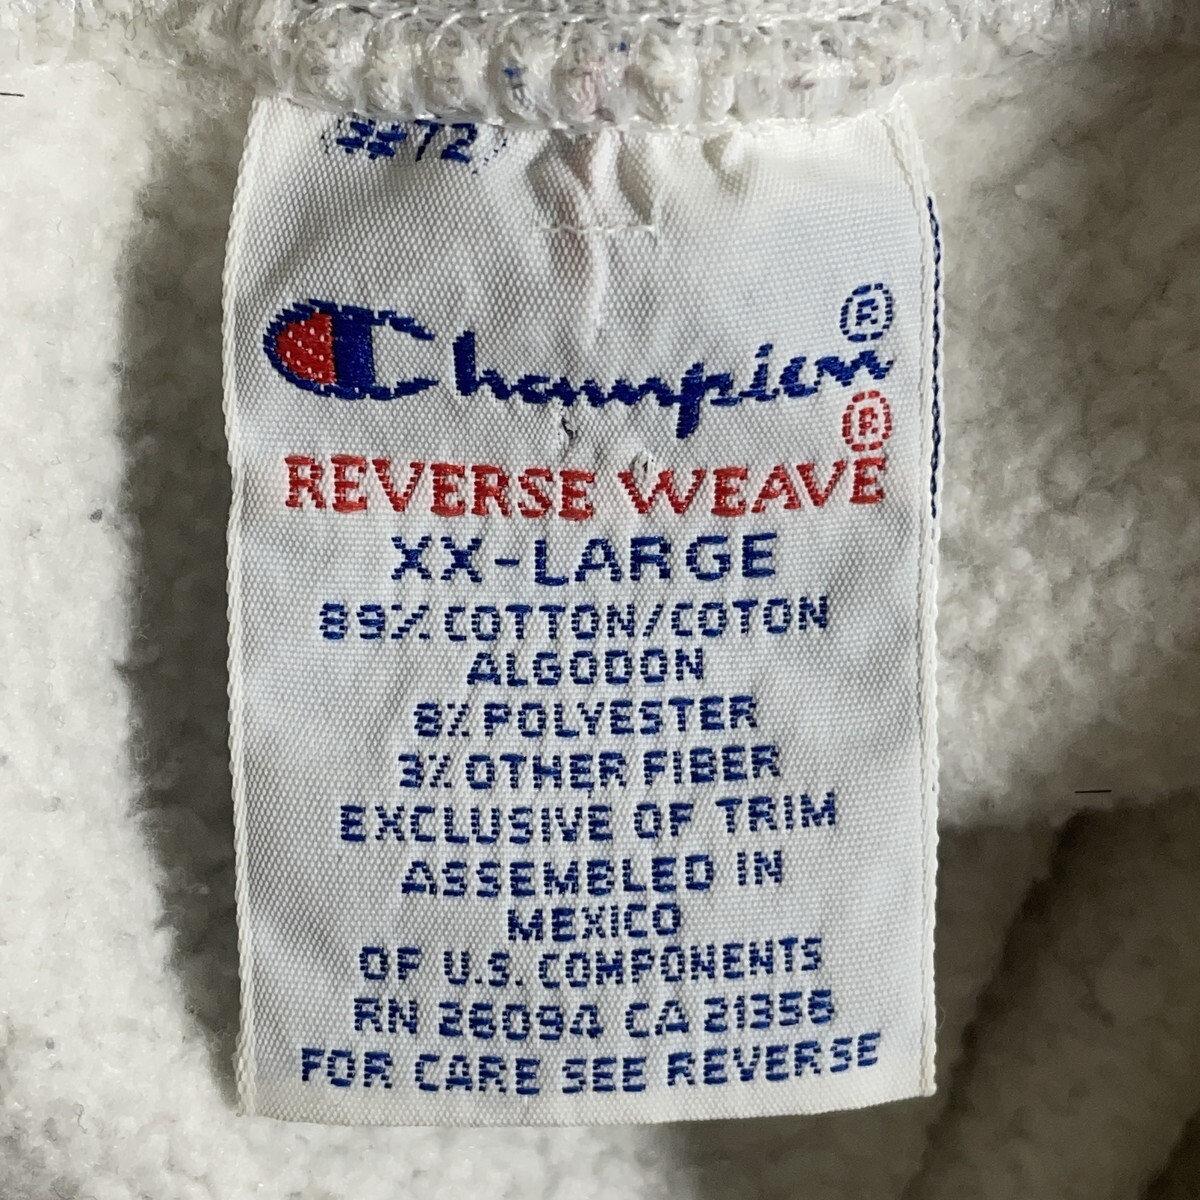 #72
Champion®
REVERSE WEAVE®
XX-LARGE
89% COTTON/COTON
ALGODON
8% POLYESTER
3% OTHER FIBER
EXCLUSIVE OF TRIM
ASSEMBLED IN
MEXICO
OF U.S. COMPONENTS
RN 26094 CA 21358
FOR CARE SEE REVERSE